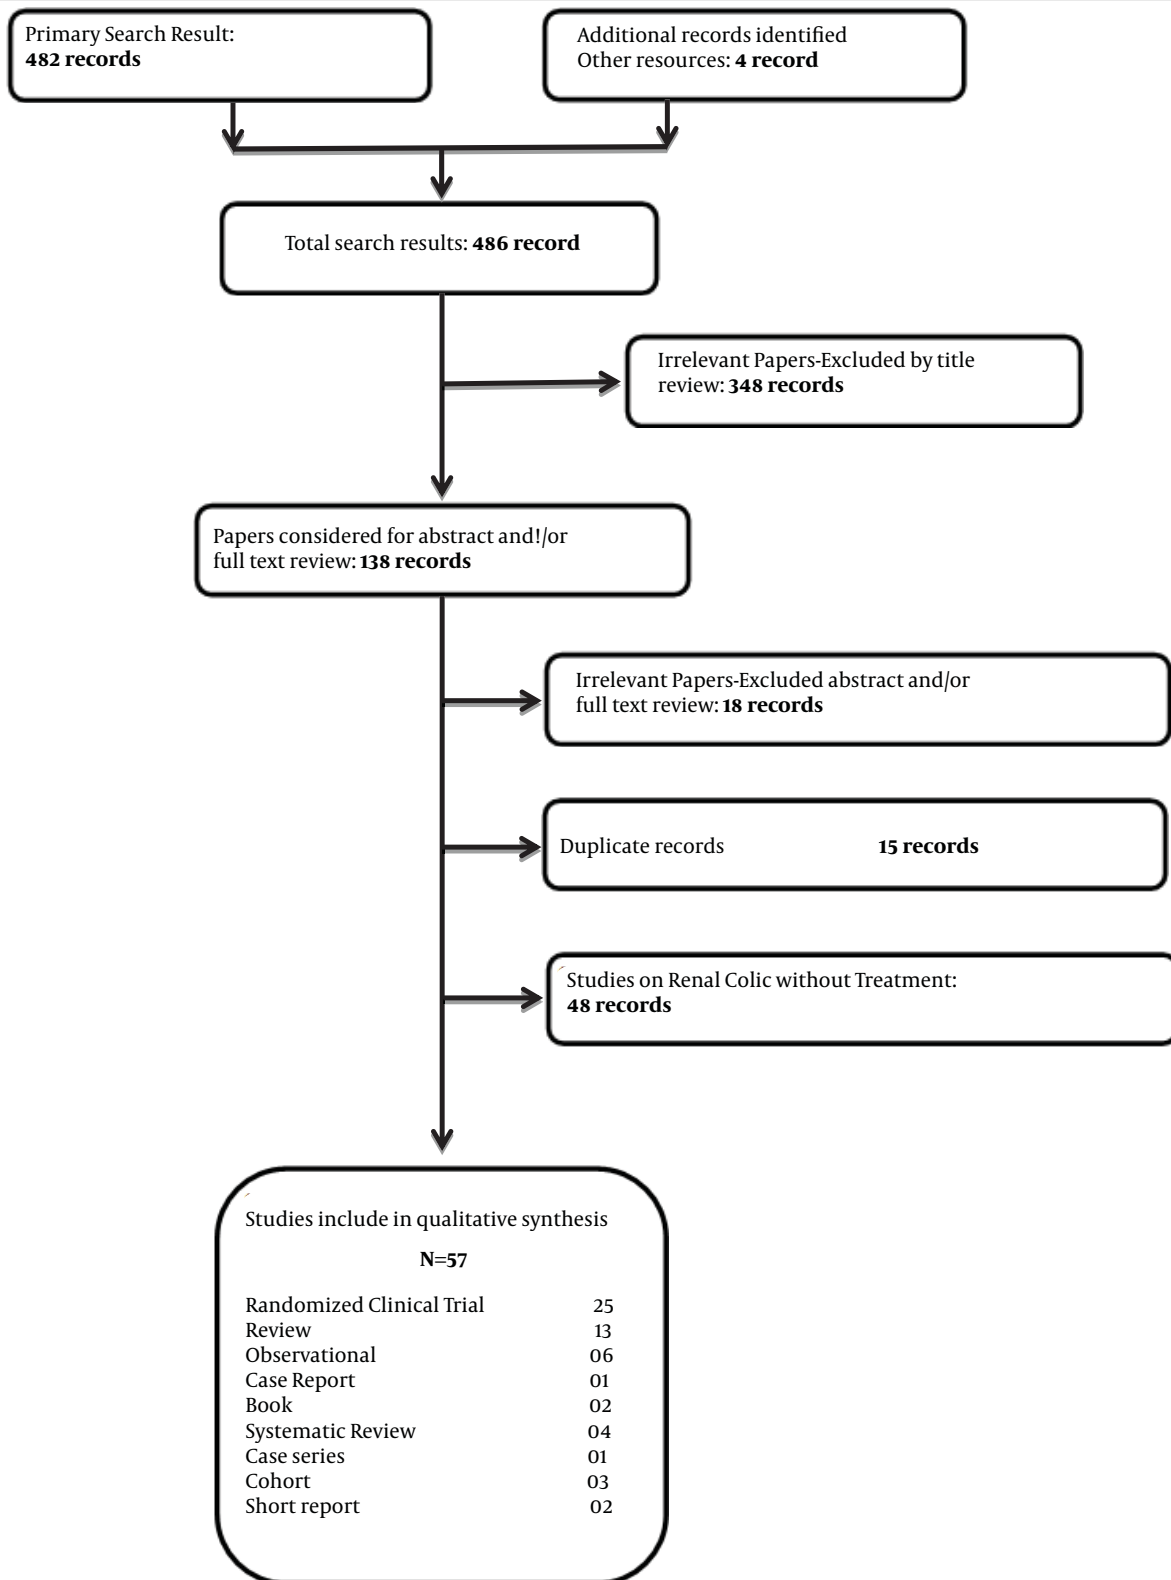 Primary Search Result:
482 records
Additional records identified
Other resources: 4 record
Total search results: 486 record
Irrelevant Papers-Excluded by title
review: 348 records
Papers considered for abstract and!/or
full text review: 138 records
Irrelevant Papers-Excluded abstract and/or
full text review: 18 records
Duplicate records 15 records
Studies on Renal Colic without Treatment:
48 records
Studies include in qualitative synthesis
N=57
Randomized Clinical Trial 25
Review 13
Observational 06
Case Report 01
Book 02
Systematic Review 04
Case series 01
Cohort 03
Short report 02